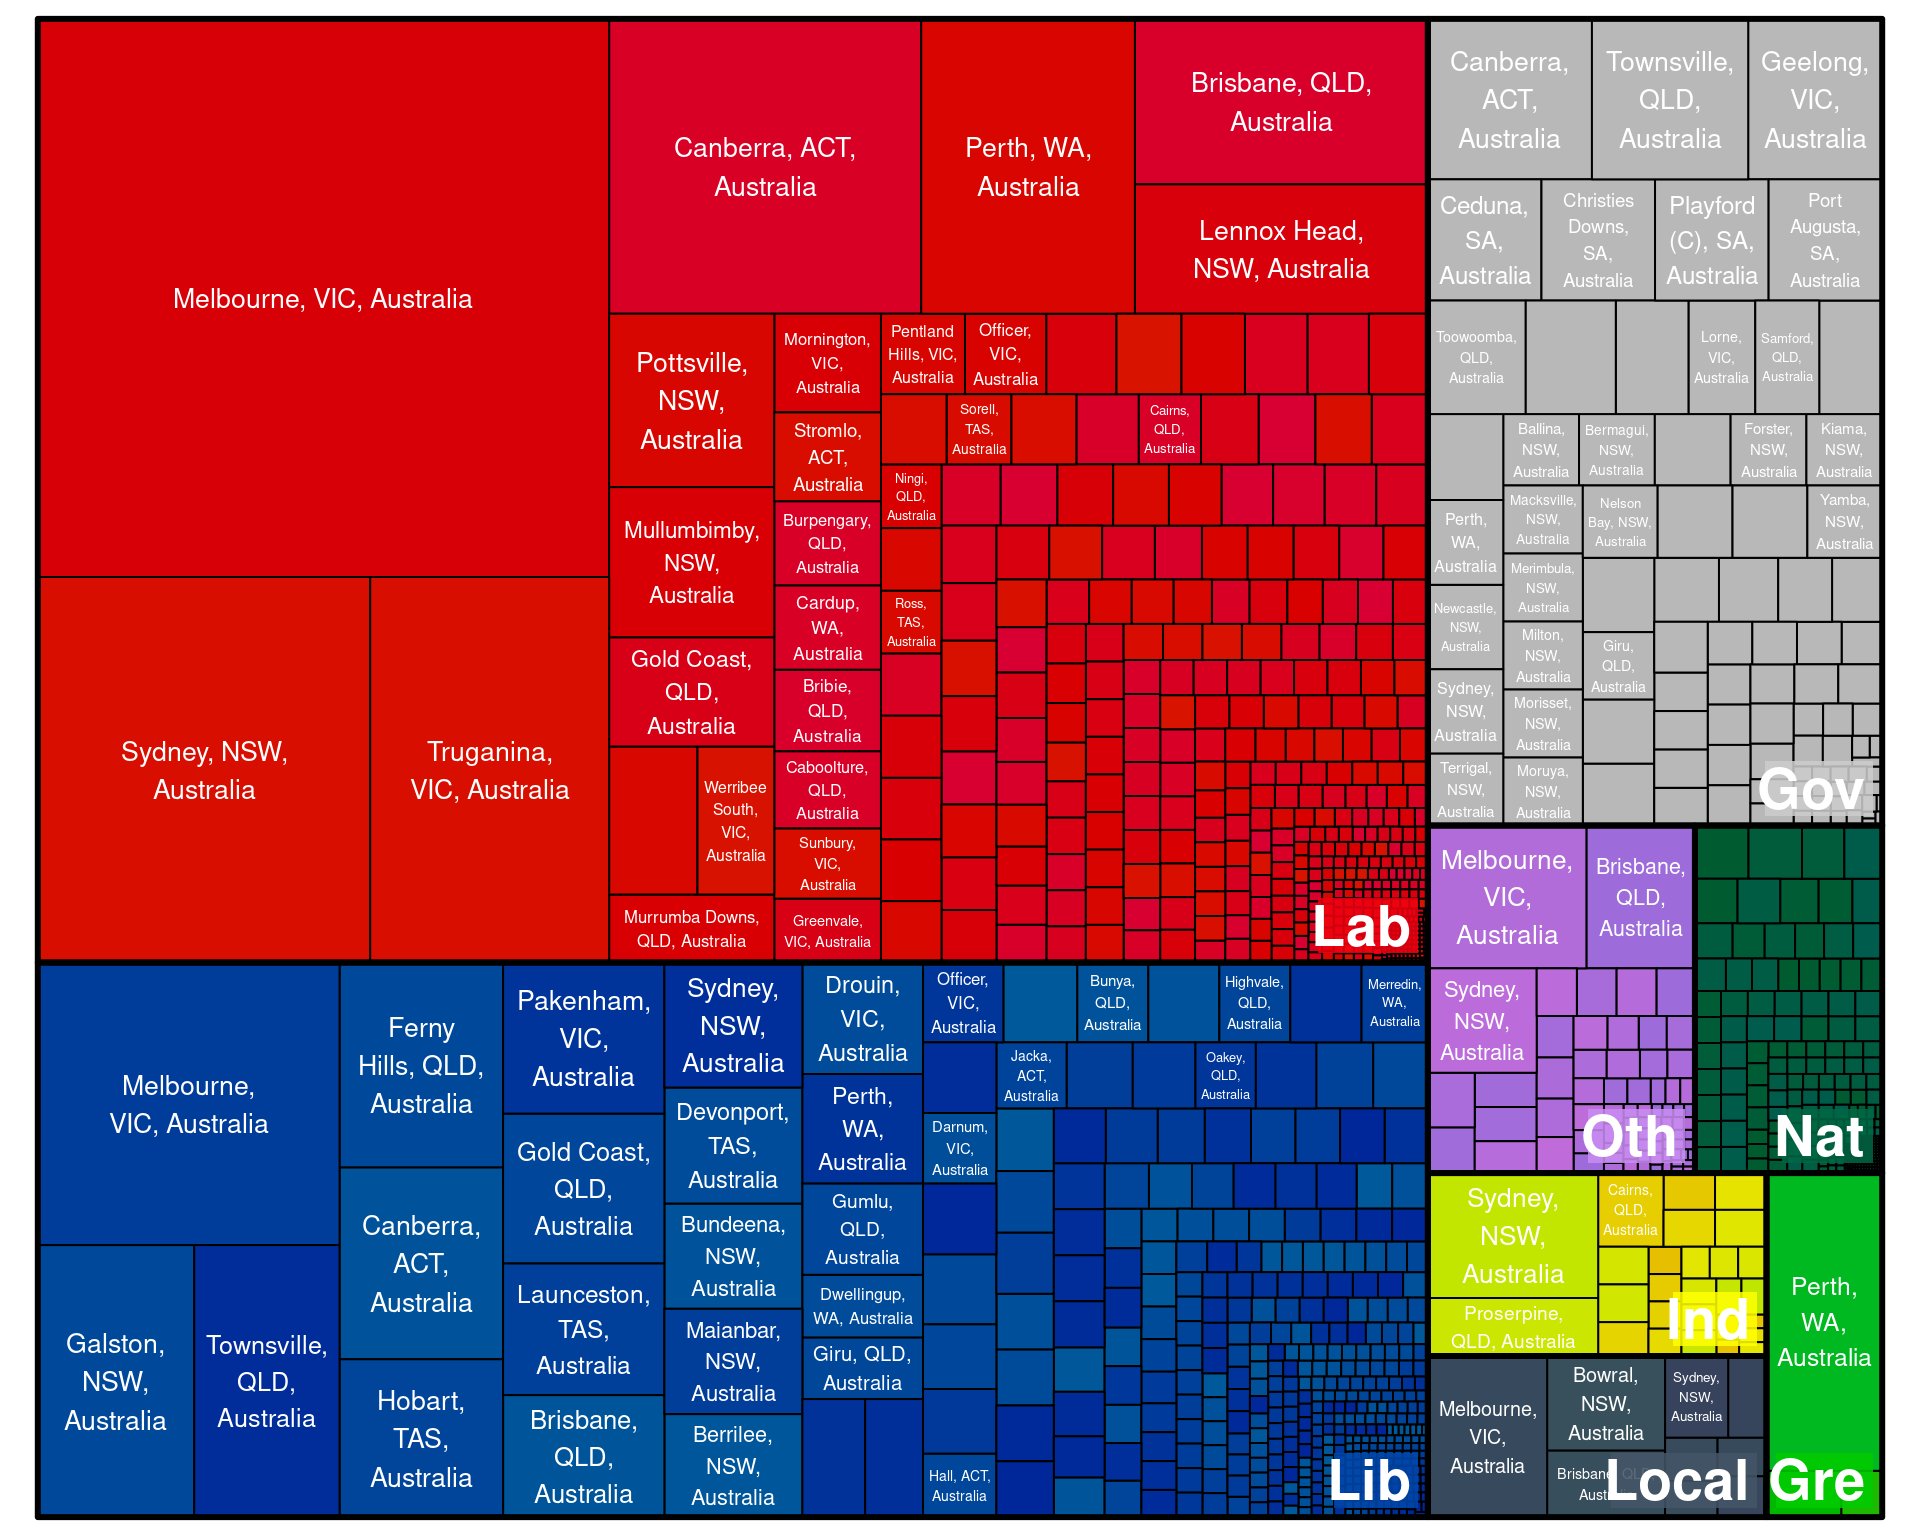 Melbourne, VIC, Australia
Sydney, NSW,
Australia
Truganina,
VIC, Australia
Canberra, ACT,
Australia
Perth, WA,
Australia
Brisbane, QLD,
Australia
Lennox Head,
NSW, Australia
Pottsville,
NSW,
Australia
Mullumbimby,
NSW,
Australia
Gold Coast,
QLD,
Australia
Werribee
South,
VIC,
Australia
Murrumba Downs,
QLD, Australia
Mornington,
VIC,
Australia
Stromlo,
ACT,
Australia
Burpengary,
QLD,
Australia
Cardup,
WA,
Australia
Bribie,
QLD,
Australia
Caboolture,
QLD,
Australia
Sunbury,
VIC,
Australia
Greenvale,
VIC, Australia
Pentland
Hills, VIC,
Australia
Officer,
VIC,
Australia
Sorell,
TAS,
Australia
Cairns,
QLD,
Australia
Ningi,
QLD,
Australia
Ross,
TAS,
Australia
Lab
Melbourne,
VIC, Australia
Galston,
NSW,
Australia
Townsville,
QLD,
Australia
Ferny
Hills, QLD,
Australia
Canberra,
ACT,
Australia
Hobart,
TAS,
Australia
Pakenham,
VIC,
Australia
Gold Coast,
QLD,
Australia
Launceston,
TAS,
Australia
Brisbane,
QLD,
Australia
Sydney,
NSW,
Australia
Devonport,
TAS,
Australia
Bundeena,
NSW,
Australia
Maianbar,
NSW,
Australia
Berrilee,
NSW,
Australia
Drouin,
VIC,
Australia
Perth,
WA,
Australia
Gumlu,
QLD,
Australia
Dwellingup,
WA, Australia
Giru, QLD,
Australia
Officer,
VIC,
Australia
Bunya,
QLD,
Australia
Highvale,
QLD,
Australia
Merredin,
WA,
Australia
Jacka,
ACT,
Australia
Oakey,
QLD,
Australia
Darnum,
VIC,
Australia
Hall, ACT,
Australia
Lib
Canberra,
ACT,
Australia
Townsville,
QLD,
Australia
Geelong,
VIC,
Australia
Ceduna,
SA,
Australia
Christies
Downs,
SA,
Australia
Playford
(C), SA,
Australia
Port
Augusta,
SA,
Australia
Toowoomba,
QLD,
Australia
Lorne,
VIC,
Australia
Samford,
QLD,
Australia
Perth,
WA,
Australia
Newcastle,
NSW,
Australia
Sydney,
NSW,
Australia
Terrigal,
NSW,
Australia
Ballina,
NSW,
Australia
Bermagui,
NSW,
Australia
Forster,
NSW,
Australia
Kiama,
NSW,
Australia
Macksville,
NSW,
Australia
Nelson
Bay, NSW,
Australia
Yamba,
NSW,
Australia
Merimbula,
NSW,
Australia
Milton,
NSW,
Australia
Giru,
QLD,
Australia
Morisset,
NSW,
Australia
Moruya,
NSW,
Australia
Gov
Melbourne,
VIC,
Australia
Brisbane,
QLD,
Australia
Sydney,
NSW,
Australia
Oth
Nat
Sydney,
NSW,
Australia
Proserpine,
QLD, Australia
Cairns,
QLD,
Australia
Ind
Melbourne,
VIC,
Australia
Bowral,
NSW,
Australia
Sydney,
NSW,
Australia
Brisbane, QLD,
Australia
Local
Perth,
WA,
Australia
Gre